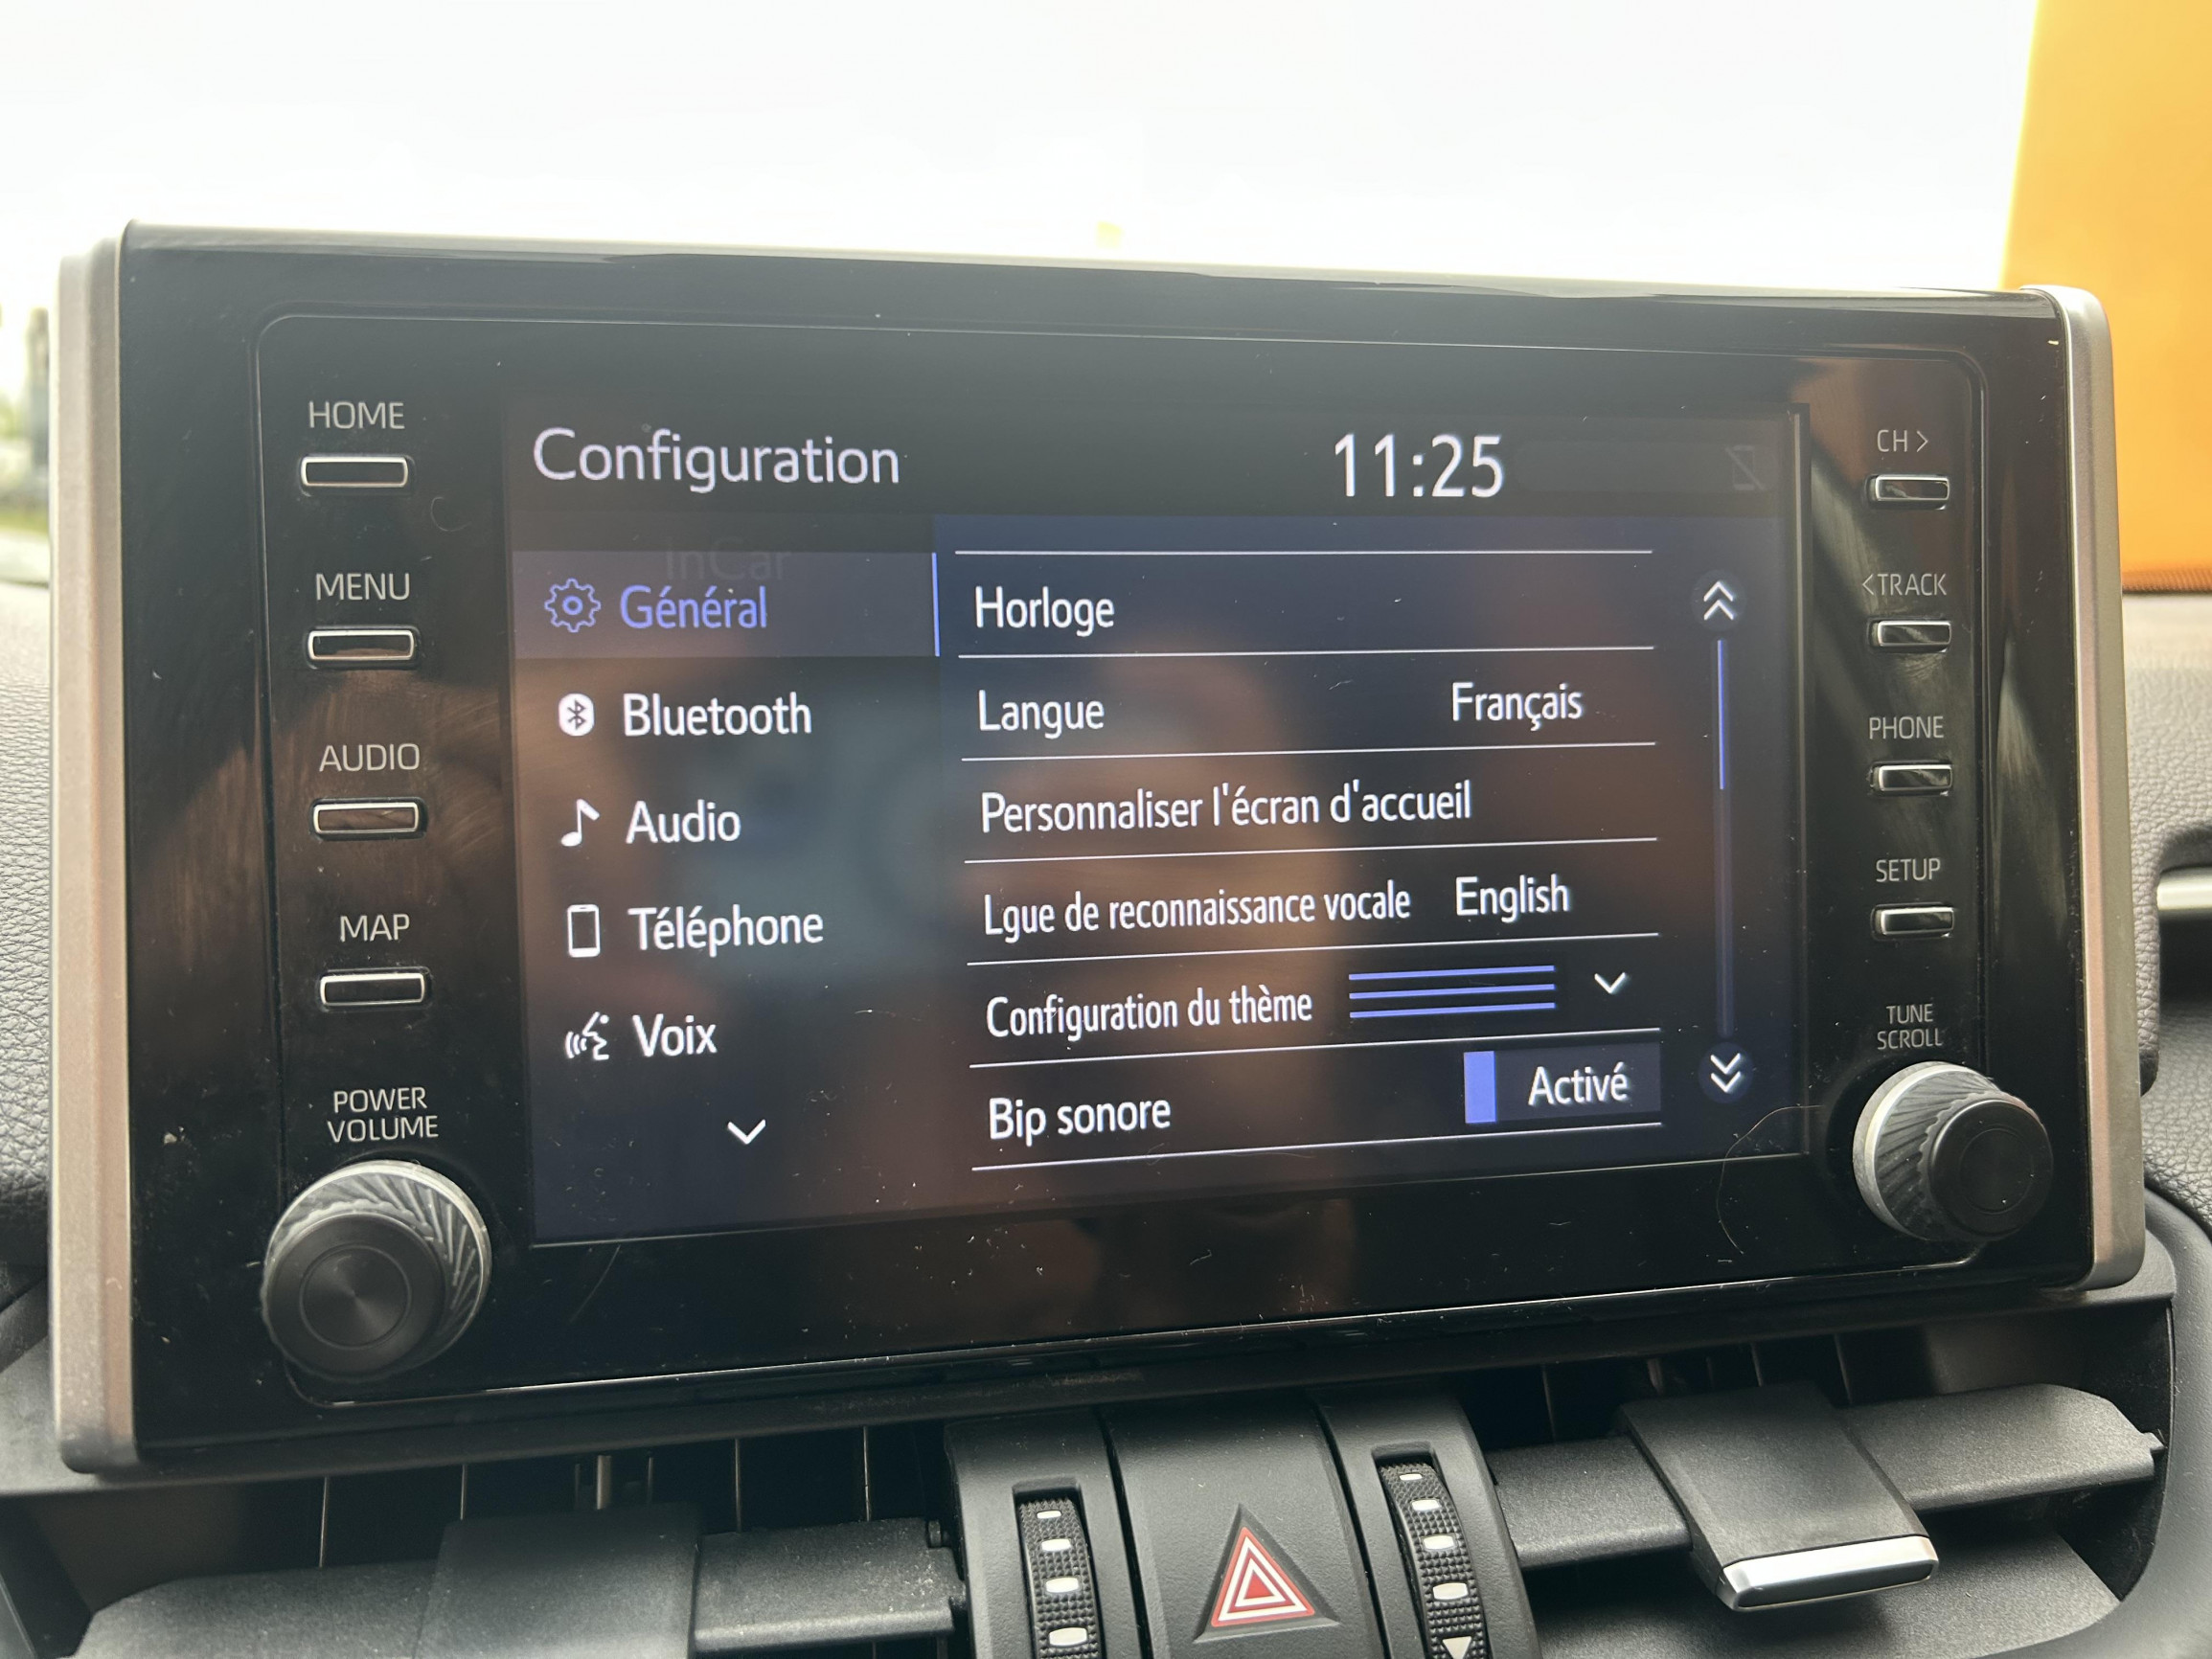 HOME
MENU
AUDIO
MAP
POWER
VOLUME
Configuration 11:25
InCar
Général
Bluetooth
Audio
Téléphone
Voix
Horloge
Langue Français
Personnaliser l'écran d'accueil
Lgue de reconnaissance vocale English
Configuration du thème
Bip sonore Activé
CH >
<TRACK
PHONE
SETUP
TUNE
SCROLL